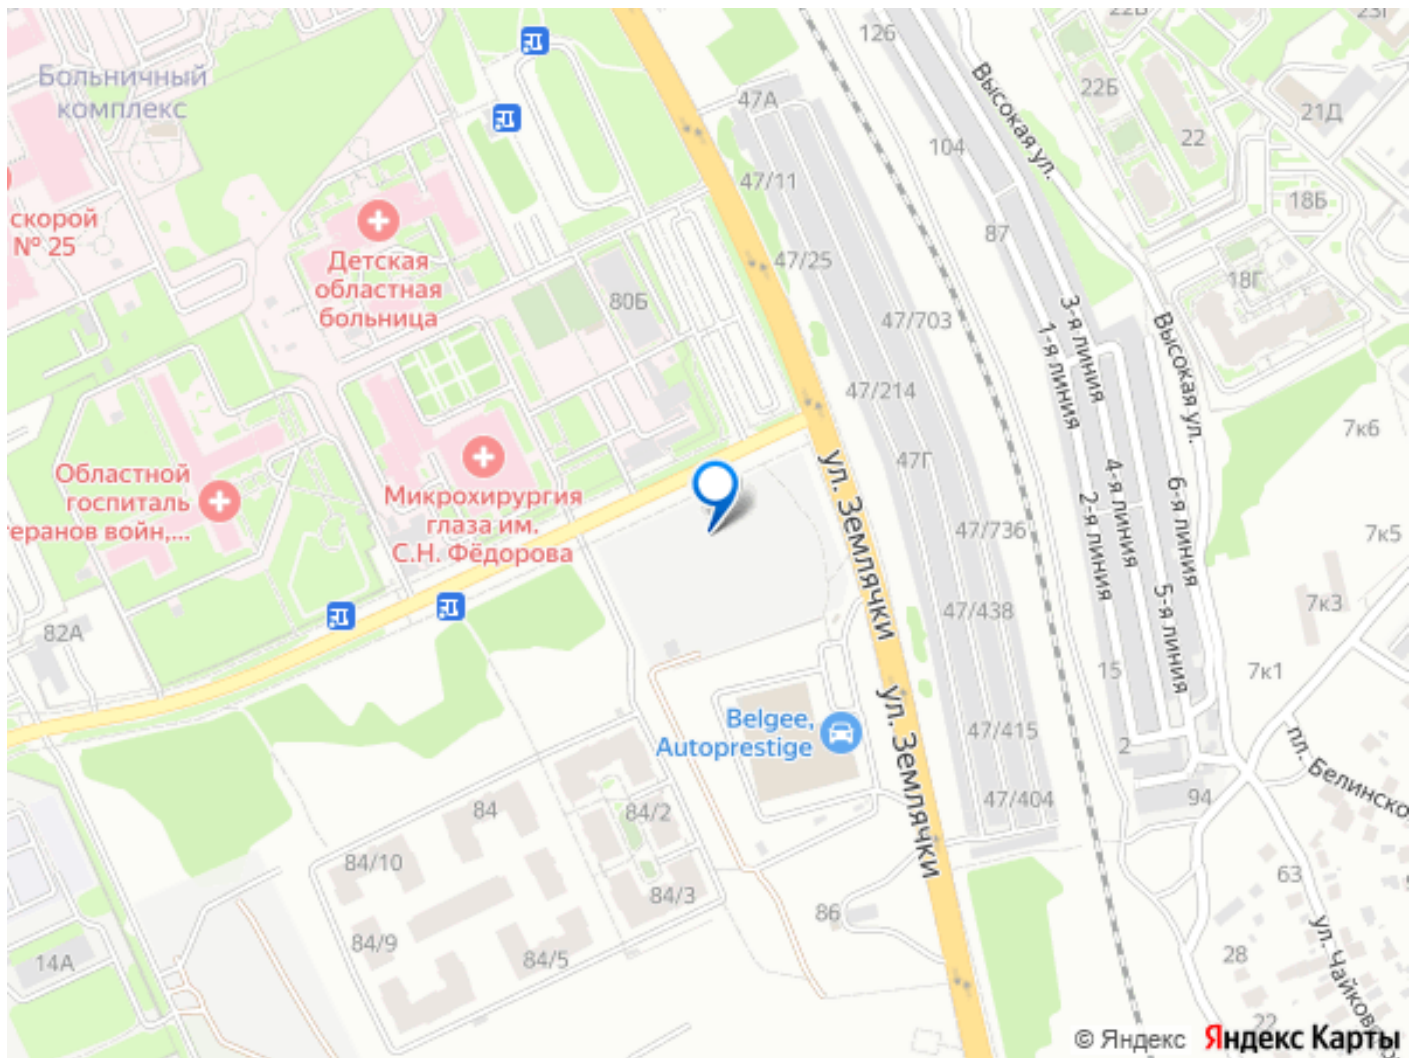 126
22Б
23Г
Больничный
комплекс
47А
Высокая ул.
22Б
21Д
22
104
47/11
18Б
скорой
№ 25
Детская
областная
больница
87
47/25
18Г
80Б
47/703
3-я линия
1-я линия
Высокая ул.
47/214
7к6
47Г
ул. Землячки
4-я линия
2-я линия
6-я линия
Областной
госпиталь
теранов войн,...
Микрохирургия
глаза им.
С.Н. Фёдорова
47/736
7к5
82А
47/438
5-я линия
7к3
15
7к1
ул. Землячки
Belgee,
Autoprestige
47/415
2
пл. Белинско
84
84/2
47/404
94
84/10
84/3
86
63
84/9
84/5
14А
28
ул. Чайково
22
© Яндекс
Яндекс Карты